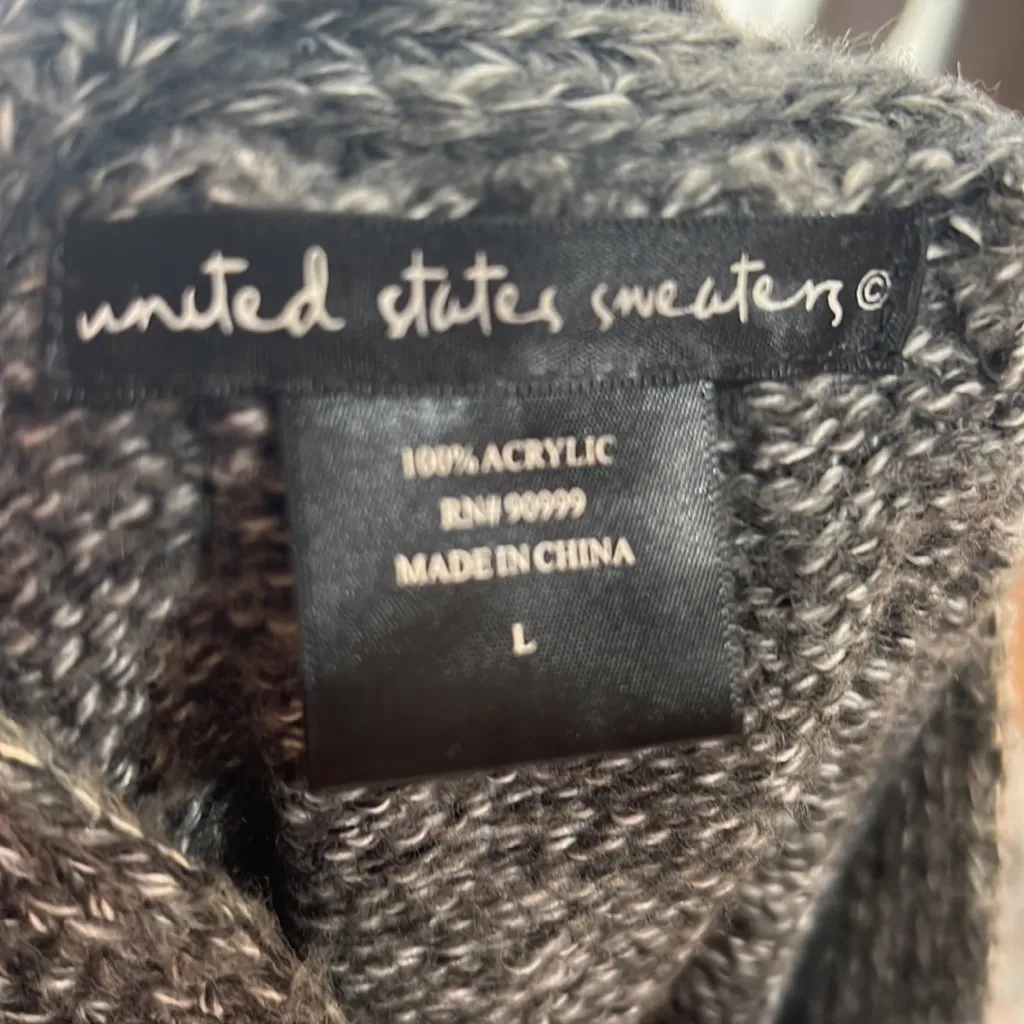 united states sweaters©
100% ACRYLIC
RN# 90999
MADE IN CHINA
L